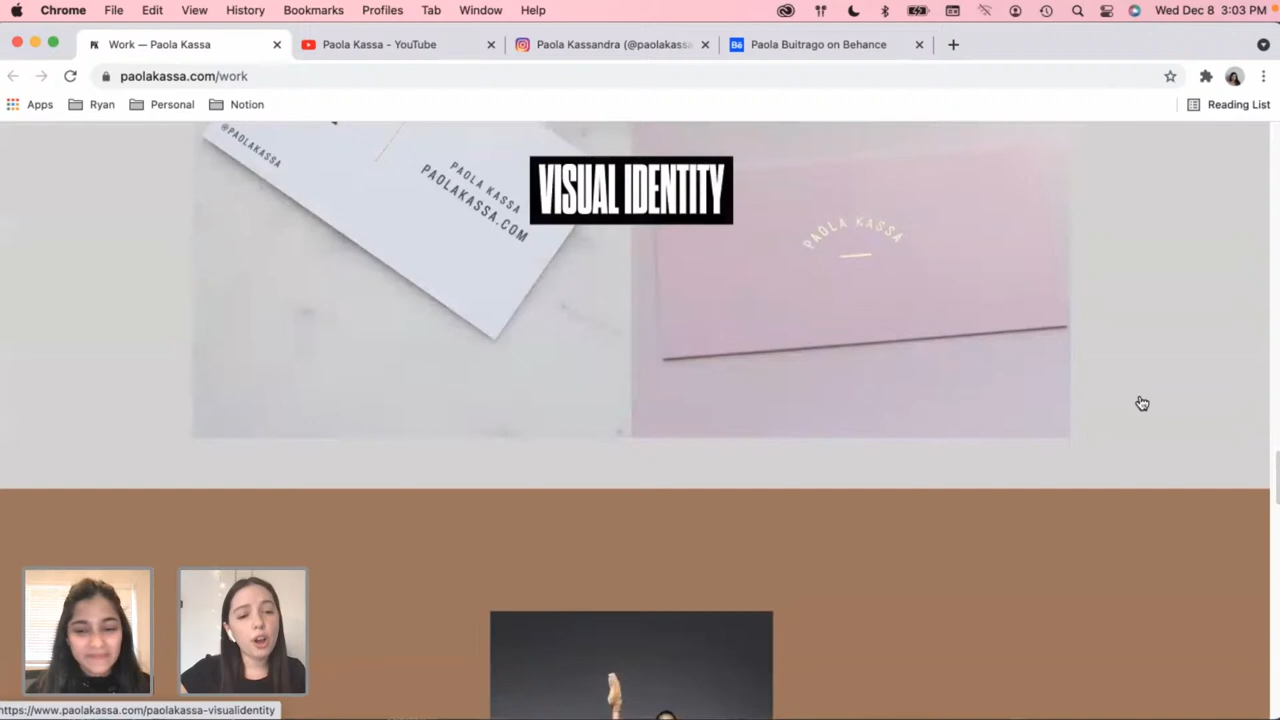 Chrome File Edit View History Bookmarks Profiles Tab Window Help Wed Dec 8 3:03 PM
Work — Paola Kassa Paola Kassa - YouTube Paola Kassandra (@paolakassa Bē Paola Buitrago on Behance
paolakassa.com/work
Apps Ryan Personal Notion Reading List
@PAOLAKASSA
PAOLA KASSA
PAOLAKASSA.COM
VISUAL IDENTITY
PAOLA KASSA
https://www.paolakassa.com/paolakassa-visualidentity